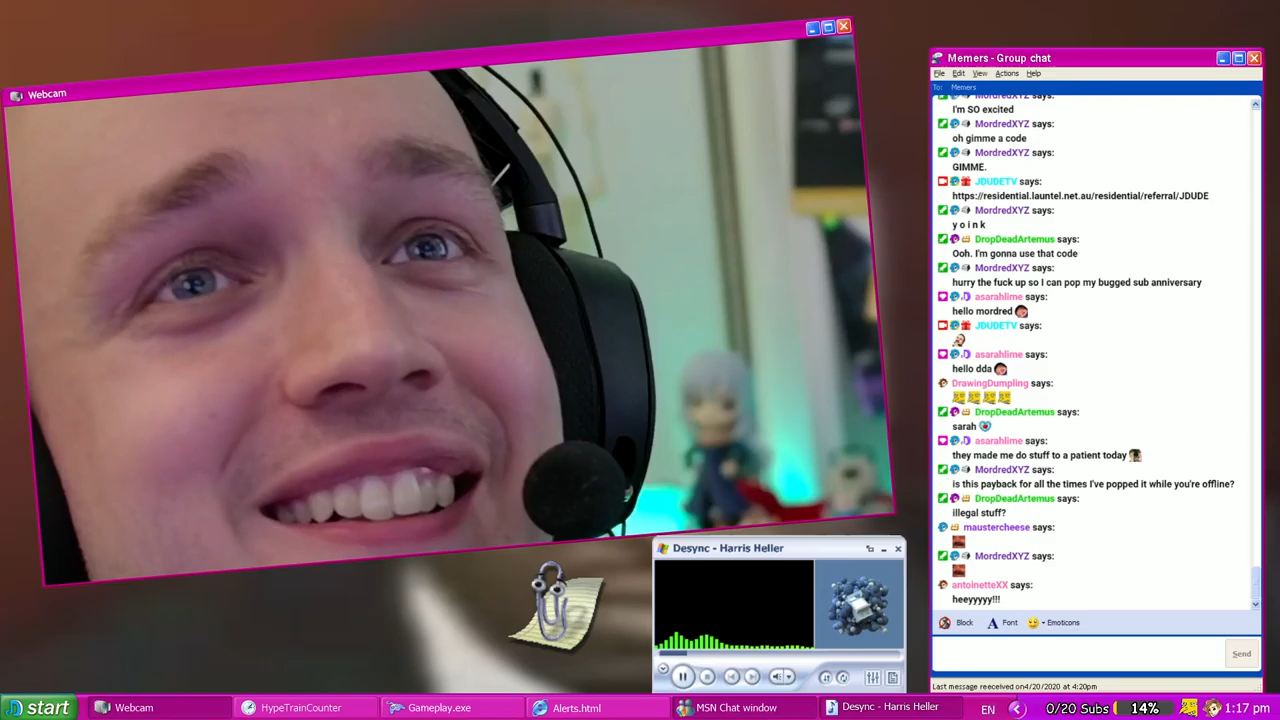 Webcam
Memers - Group chat
File Edit View Actions Help
To: Memers
MordredXYZ says:
I'm SO excited
MordredXYZ says:
oh gimme a code
MordredXYZ says:
GIMME.
JDUDETV says:
https://residential.launtel.net.au/residential/referral/JDUDE
MordredXYZ says:
y o i n k
DropDeadArtemus says:
Ooh. I'm gonna use that code
MordredXYZ says:
hurry the fuck up so I can pop my bugged sub anniversary
asarahlime says:
hello mordred
JDUDETV says:
asarahlime says:
hello dda
DrawingDumpling says:
DropDeadArtemus says:
sarah
asarahlime says:
they made me do stuff to a patient today
MordredXYZ says:
is this payback for all the times I've popped it while you're offline?
DropDeadArtemus says:
illegal stuff?
maustercheese says:
MordredXYZ says:
antoinetteXX says:
heeyyyyy!!!
Block Font Emoticons
Send
Last message reecived on4/20/2020 at 4:20pm
Desync - Harris Heller
start Webcam HypeTrainCounter Gameplay.exe Alerts.html MSN Chat window Desync - Harris Heller EN 0/20 Subs 14% 1:17 pm